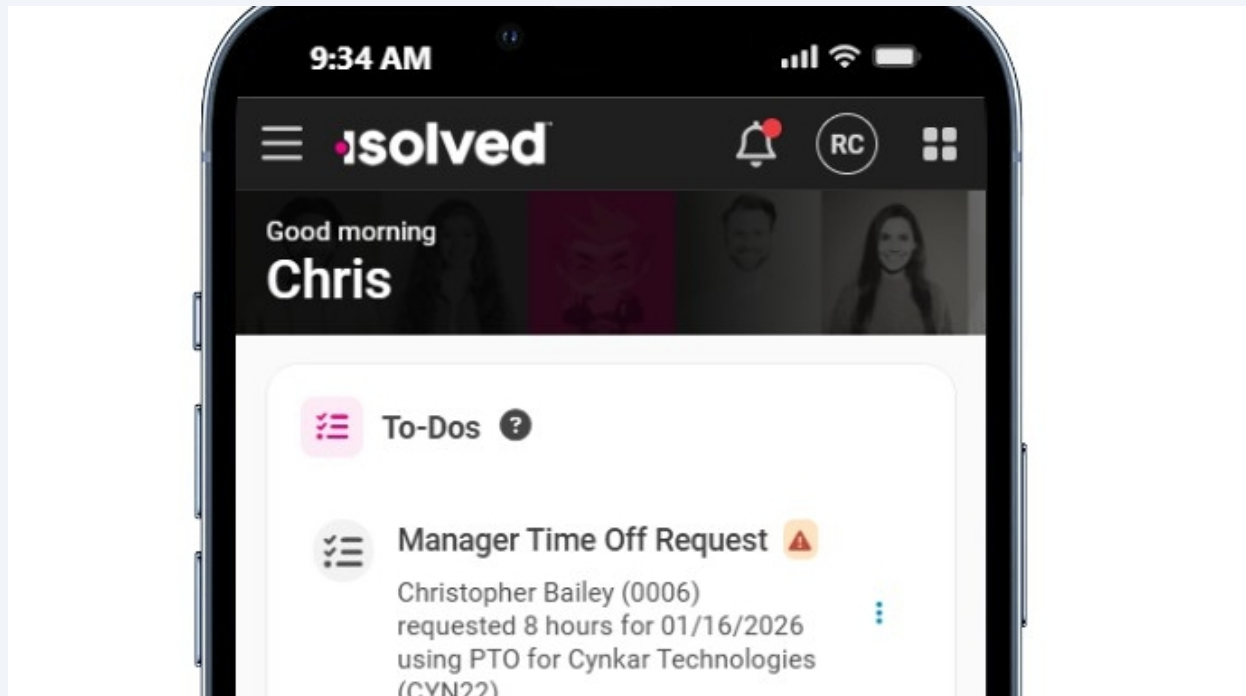 9:34 AM
isolved
RC
Good morning
Chris
To-Dos ?
Manager Time Off Request
Christopher Bailey (0006)
requested 8 hours for 01/16/2026
using PTO for Cynkar Technologies
(CYN22)